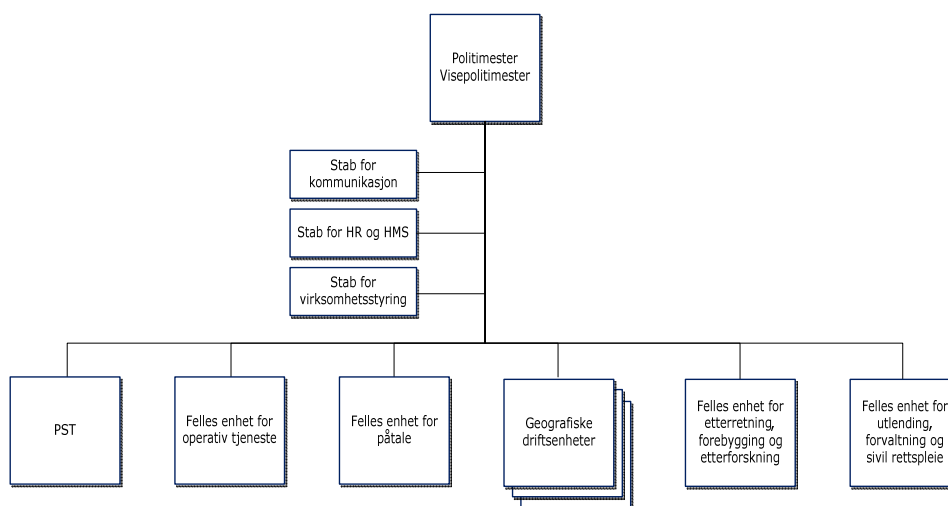 Politimester
Visepolitimester
Stab for
kommunikasjon
Stab for HR og HMS
Stab for
virksomhetsstyring
PST
Felles enhet for
operativ tjeneste
Felles enhet for
påtale
Geografiske
driftsenheter
Felles enhet for
etterretning,
forebygging og
etterforskning
Felles enhet for
utlending,
forvaltning og
sivil rettspleie